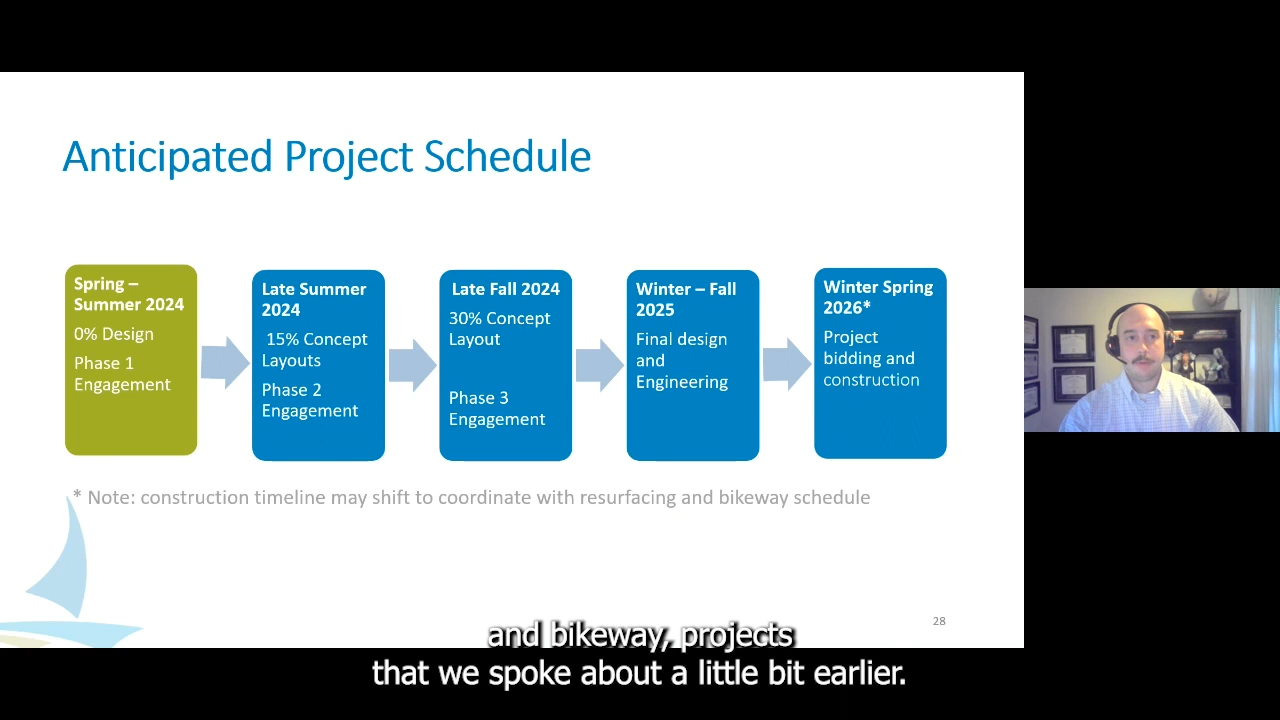 Anticipated Project Schedule
Spring –
Summer 2024
0% Design
Phase 1
Engagement
Late Summer
2024
15% Concept
Layouts
Phase 2
Engagement
Late Fall 2024
30% Concept
Layout
Phase 3
Engagement
Winter – Fall
2025
Final design
and
Engineering
Winter Spring
2026*
Project
bidding and
construction
* Note: construction timeline may shift to coordinate with resurfacing and bikeway schedule
28
and bikeway, projects
that we spoke about a little bit earlier.